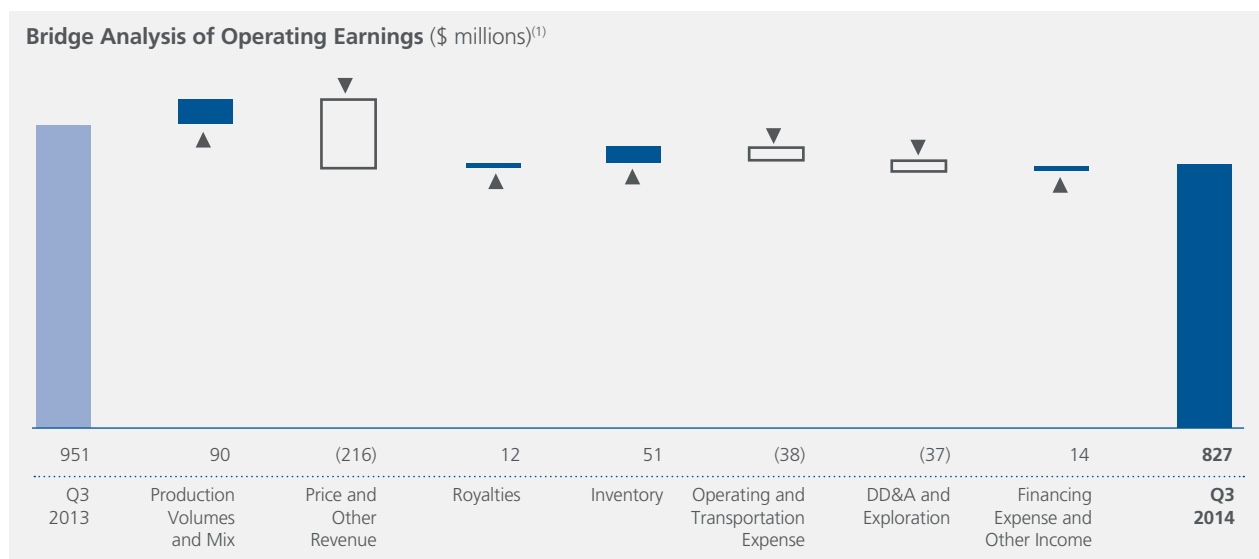 Bridge Analysis of Operating Earnings ($ millions)(1)
951 90 (216) 12 51 (38) (37) 14 827
Q3 2013
Production Volumes and Mix
Price and Other Revenue
Royalties
Inventory
Operating and Transportation Expense
DD&A and Exploration
Financing Expense and Other Income
Q3 2014